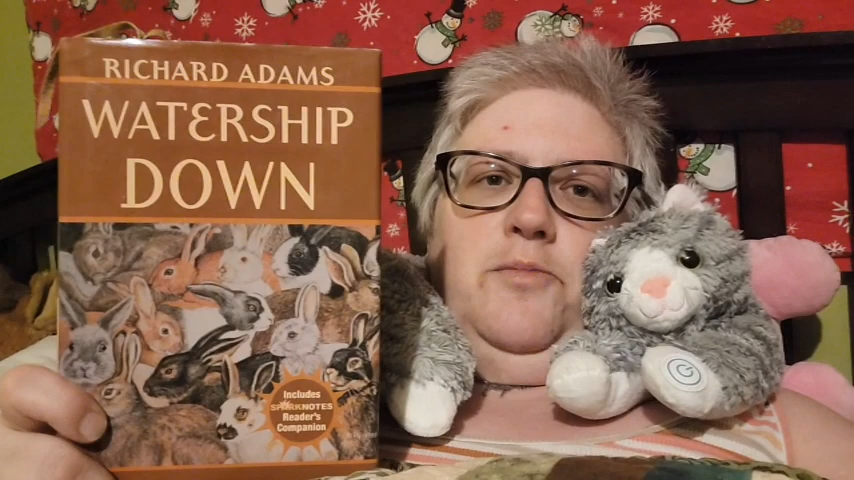 RICHARD ADAMS
WATERSHIP
DOWN
Includes
SPARKNOTES
Reader's
Companion